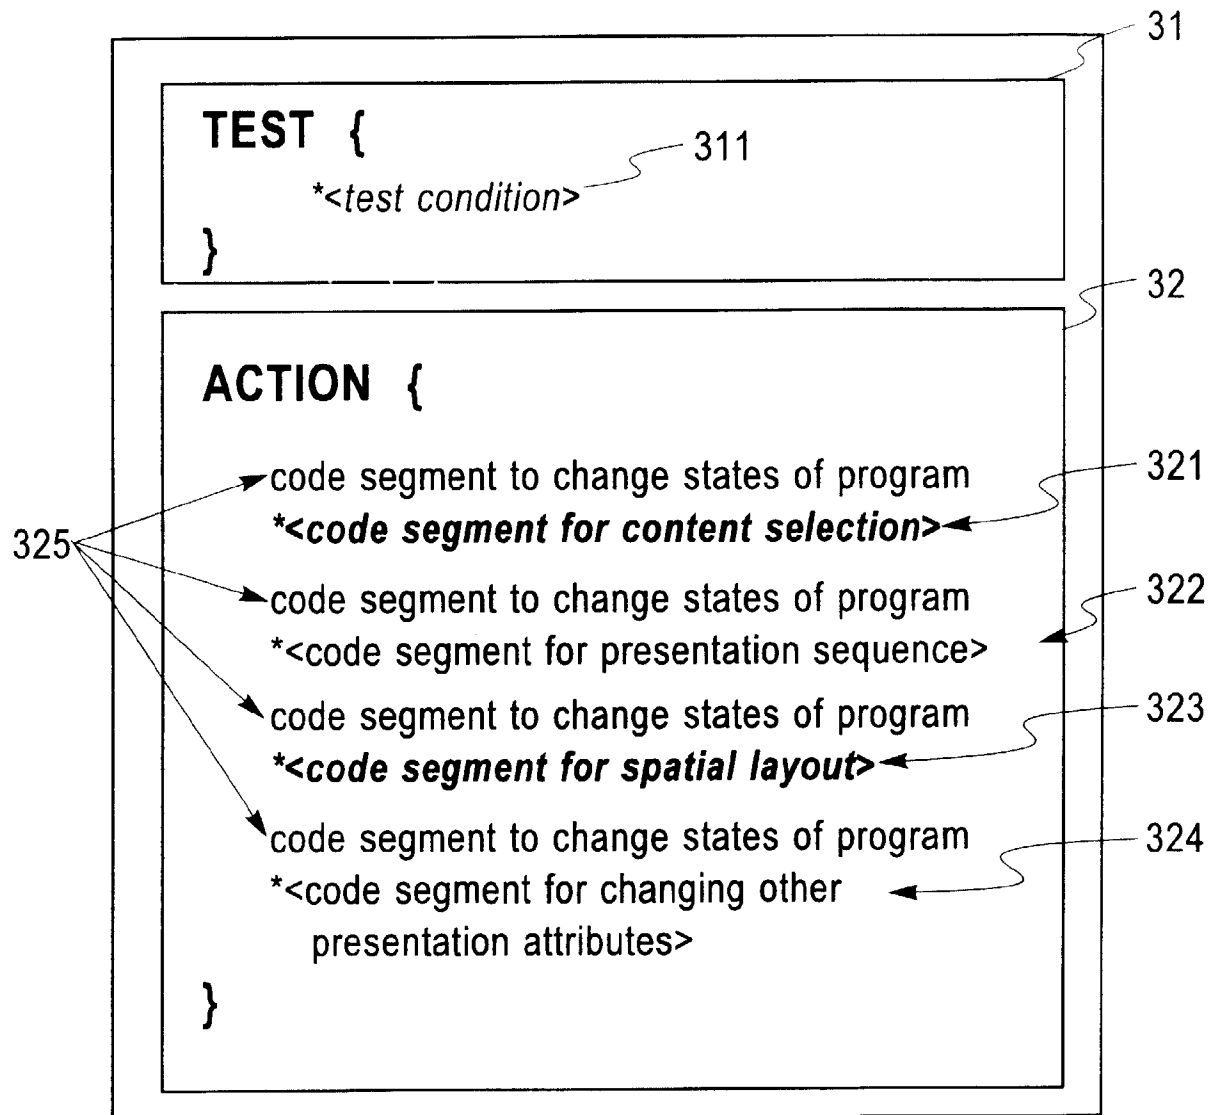 31
TEST {
311
*<test condition>
}
32
ACTION {
code segment to change states of program
321
*<code segment for content selection>
325
code segment to change states of program
322
*<code segment for presentation sequence>
code segment to change states of program
323
*<code segment for spatial layout>
code segment to change states of program
324
*<code segment for changing other
presentation attributes>
}